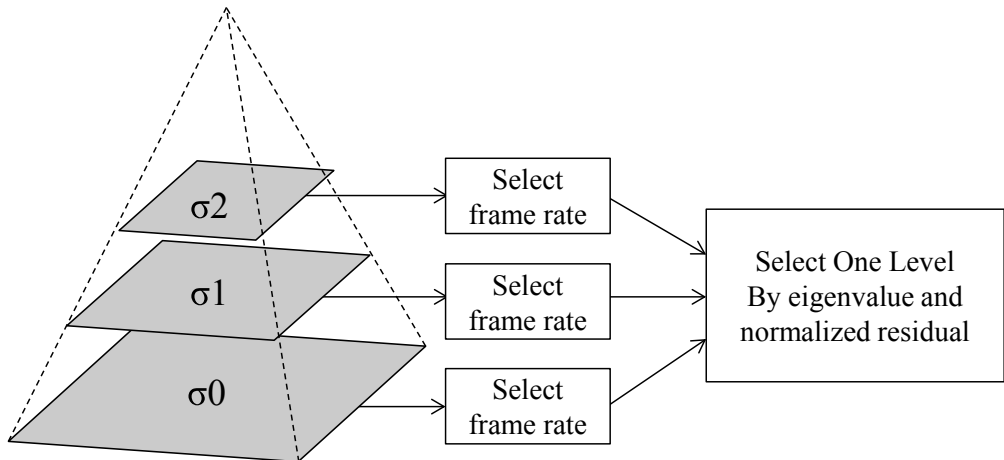 σ2
Select
frame rate
σ1
Select
frame rate
σ0
Select
frame rate
Select One Level
By eigenvalue and
normalized residual